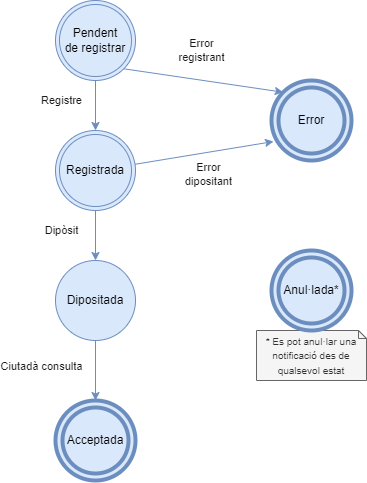 Pendent
de registrar
Error
registrant
Registre
Error
Registrada
Error
dipositant
Dipòsit
Dipositada
Anul·lada*
* Es pot anul·lar una
notificació des de
qualsevol estat
Ciutadà consulta
Acceptada